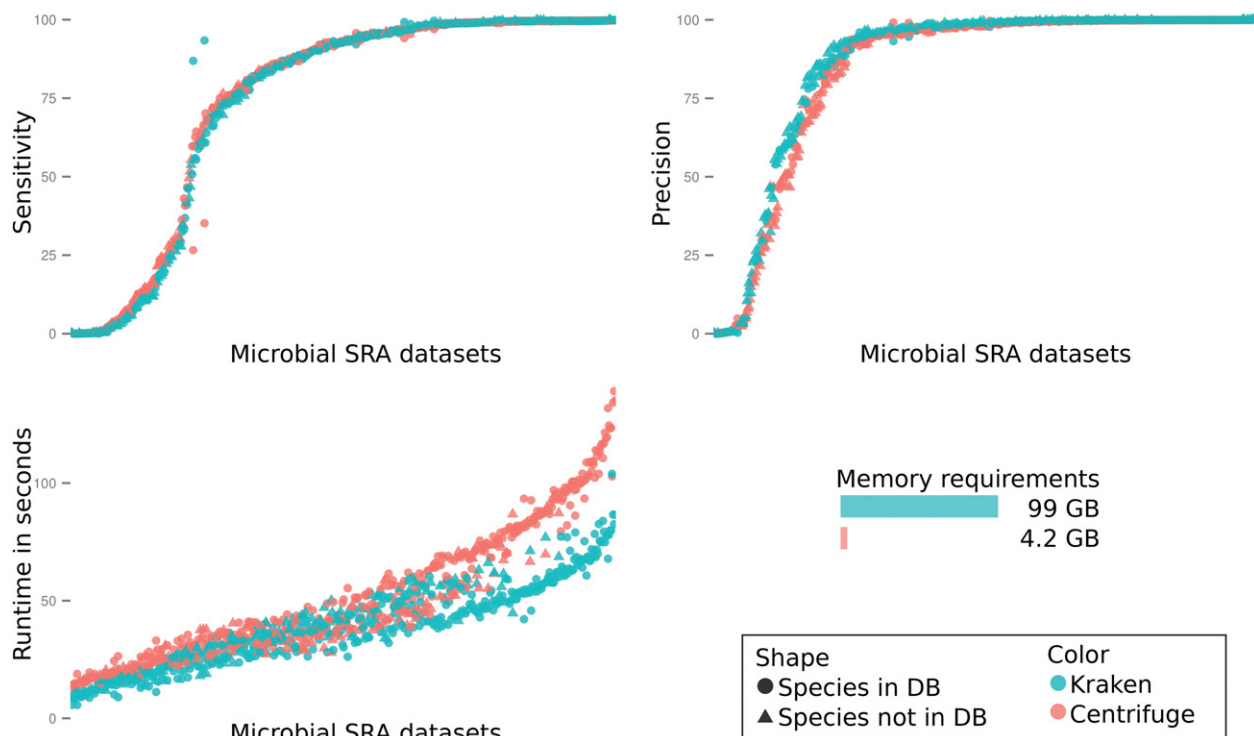 100
75
50
25
0
Sensitivity
Microbial SRA datasets
100
75
50
25
0
Precision
Microbial SRA datasets
100
50
0
Runtime in seconds
Microbial SRA datasets
Memory requirements
99 GB
4.2 GB
Shape
Species in DB
Species not in DB
Color
Kraken
Centrifuge